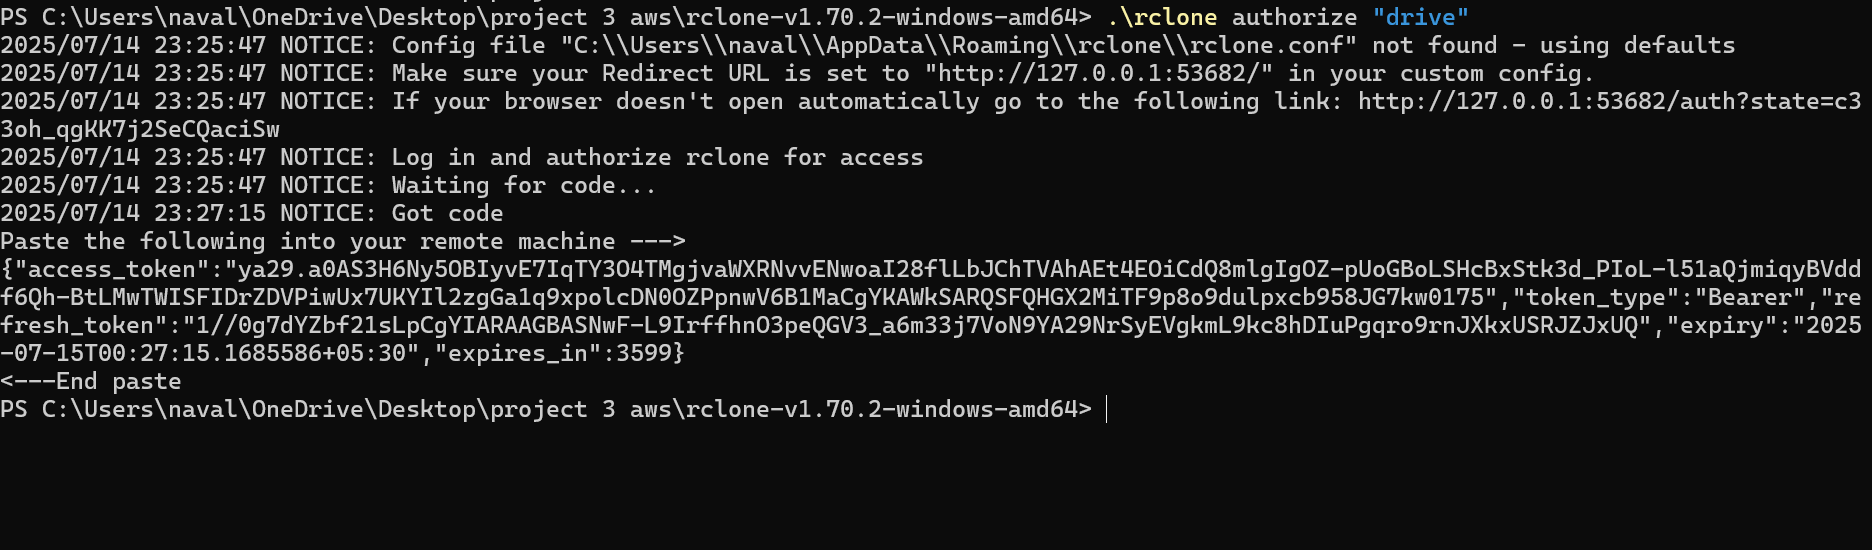 PS C:\Users\naval\OneDrive\Desktop\project 3 aws\rclone-v1.70.2-windows-amd64> .\rclone authorize "drive"
2025/07/14 23:25:47 NOTICE: Config file "C:\\Users\\naval\\AppData\\Roaming\\rclone\\rclone.conf" not found - using defaults
2025/07/14 23:25:47 NOTICE: Make sure your Redirect URL is set to "http://127.0.0.1:53682/" in your custom config.
2025/07/14 23:25:47 NOTICE: If your browser doesn't open automatically go to the following link: http://127.0.0.1:53682/auth?state=c3
3oh_qgKK7j2SeCQaciSw
2025/07/14 23:25:47 NOTICE: Log in and authorize rclone for access
2025/07/14 23:25:47 NOTICE: Waiting for code...
2025/07/14 23:27:15 NOTICE: Got code
Paste the following into your remote machine --->
{"access_token":"ya29.a0AS3H6Ny5OBIyvE7IqTY3O4TMgjvaWXRNvvENwoaI28flLbJChTVAhAEt4EOiCdQ8mlgIgOZ-pUoGBoLSHcBxStk3d_PIoL-l51aQjmiqyBVdd
f6Qh-BtLMwTWISFIDrZDVPiwUx7UKYIl2zgGa1q9xpolcDN0OZPpnwV6B1MaCgYKAWkSARQSFQHGX2MiTF9p8o9dulpxcb958JG7kw0175","token_type":"Bearer","re
fresh_token":"1//0g7dYZbf21sLpCgYIARAAGBASNwF-L9IrffhnO3peQGV3_a6m33j7VoN9YA29NrSyEVgkmL9kc8hDIuPgqro9rnJXkxUSRJZJxUQ","expiry":"2025
-07-15T00:27:15.1685586+05:30","expires_in":3599}
<---End paste
PS C:\Users\naval\OneDrive\Desktop\project 3 aws\rclone-v1.70.2-windows-amd64>